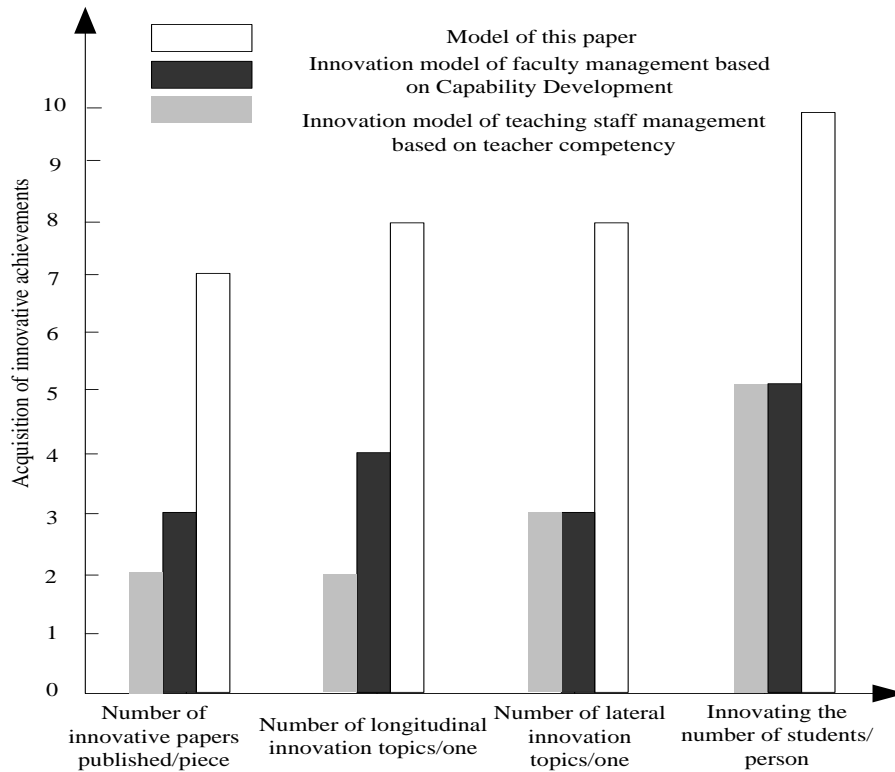 Model of this paper
Innovation model of faculty management based
on Capability Development
Innovation model of teaching staff management
based on teacher competency
Acquisition of innovative achievements
10
9
8
7
6
5
4
3
2
1
0
Number of
innovative papers
published/piece
Number of longitudinal
innovation topics/one
Number of lateral
innovation
topics/one
Innovating the
number of students/
person